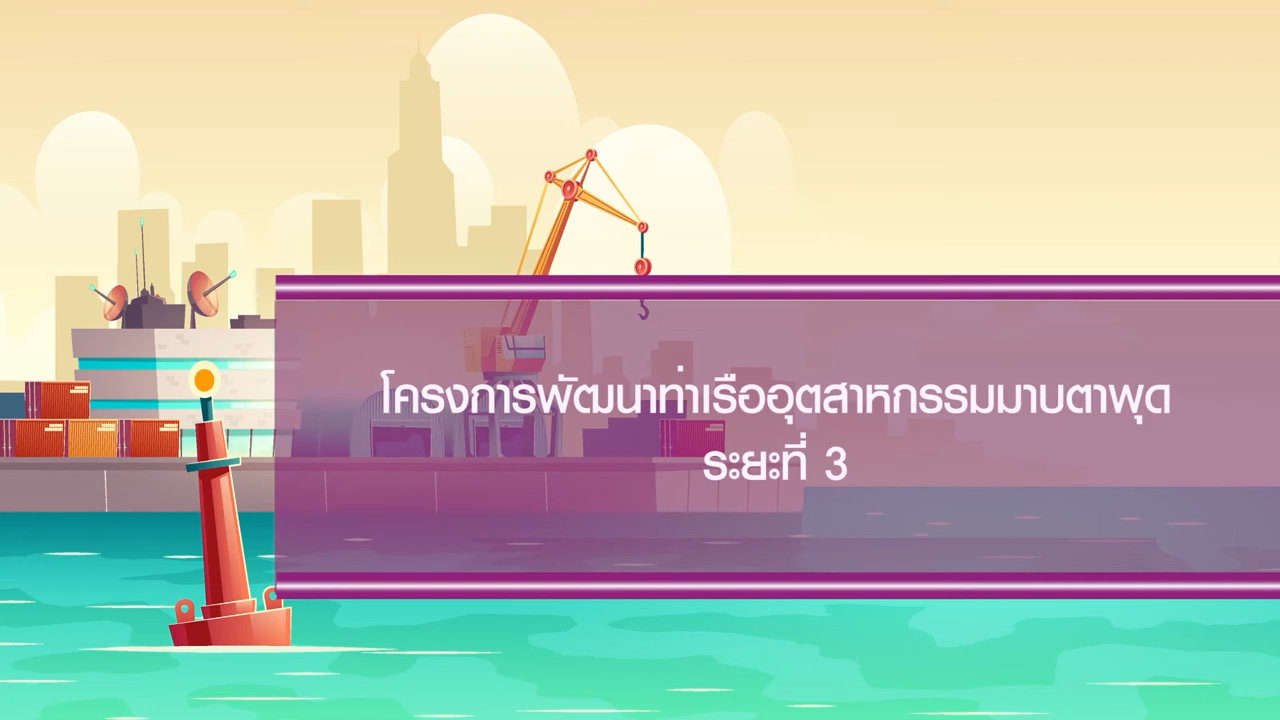 โครงการพัฒนาท่าเรืออุตสาหกรรมมาบตาพุด
ระยะที่ 3